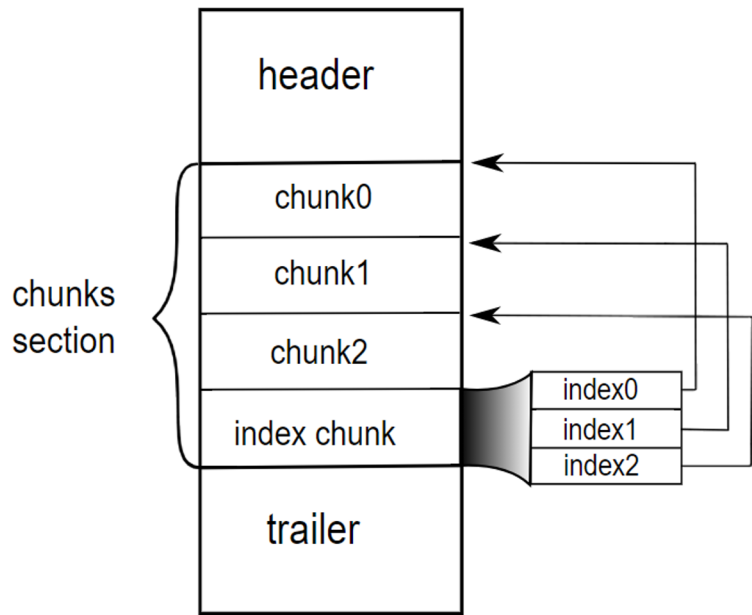 header
chunk0
chunk1
chunks
section
chunk2
index0
index chunk
index1
index2
trailer